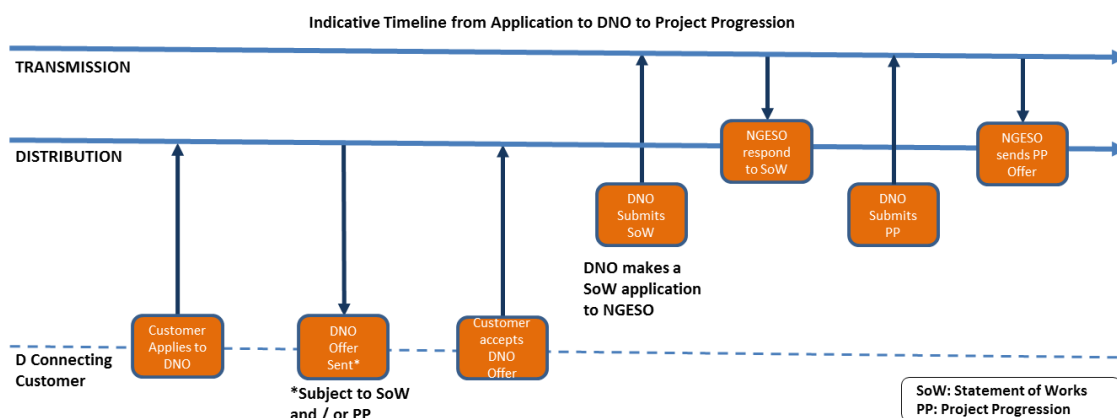 Indicative Timeline from Application to DNO to Project Progression
TRANSMISSION
NGESO
respond
to SoW
NGESO
sends PP
Offer
DISTRIBUTION
DNO
Submits
SoW
DNO
Submits
PP
DNO makes a
SoW application
to NGESO
Customer
Applies to
DNO
DNO
Offer
Sent*
Customer
accepts
DNO
Offer
D Connecting
Customer
*Subject to SoW
and / or PP
SoW: Statement of Works
PP: Project Progression